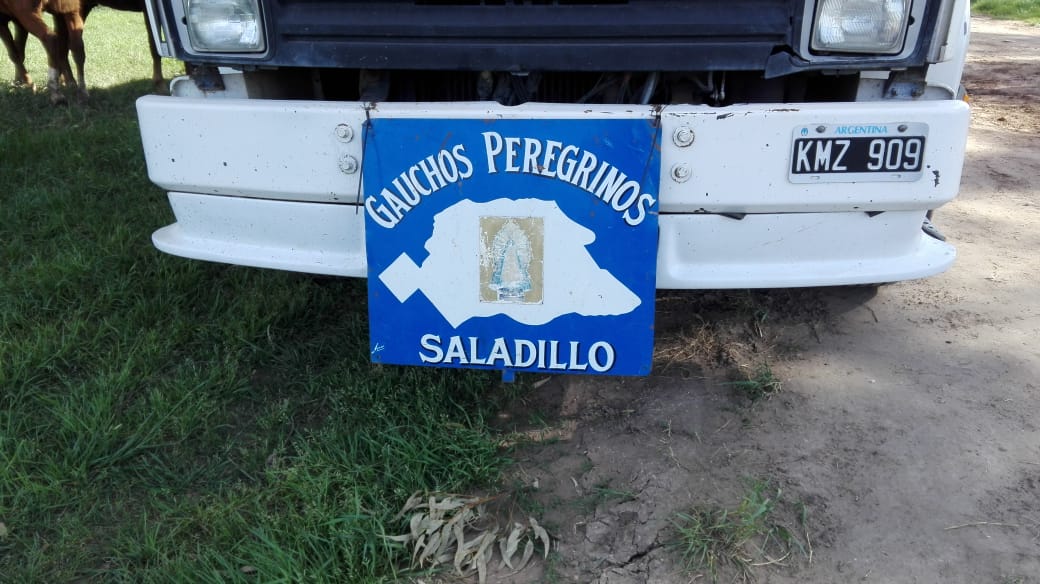 GAUCHOS PEREGRINOS
SALADILLO
ARGENTINA
KMZ 909